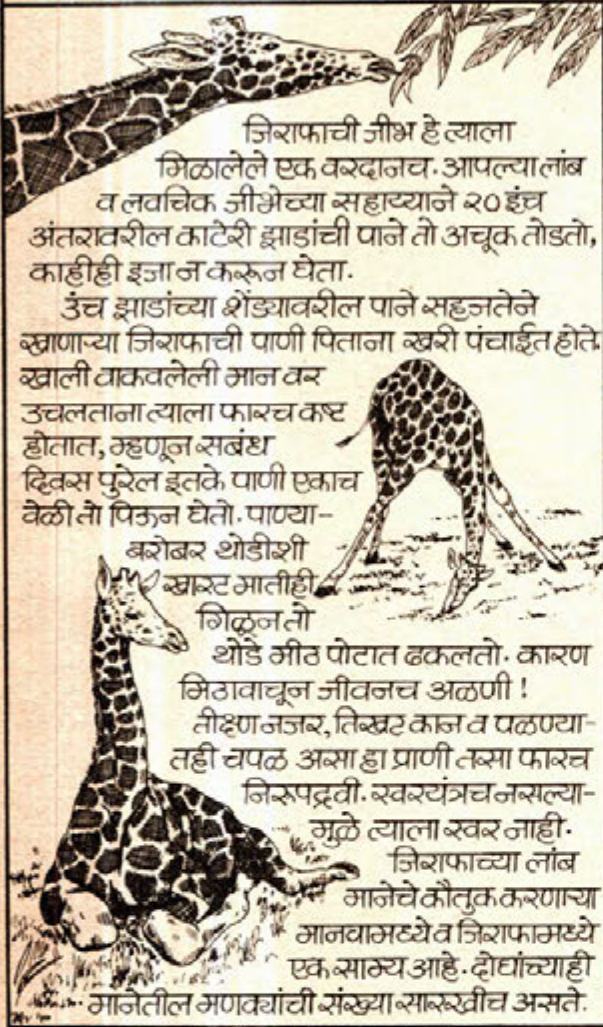 जिराफाची जीभ हे त्याला
मिळालेले एक वरदानच. आपल्या लांब
व लवचिक जीभेच्या सहाय्याने २० इंच
अंतरावरील काटेरी झाडांची पाने तो अचूक तोडतो,
काहीही इजा न करून घेता.
उंच झाडांच्या शेंड्यावरील पाने सहजतेने
खाणाऱ्या जिराफाची पाणी पिताना खरी पंचाईत होते.
खाली वाकवलेली मान वर
उचलताना त्याला फारच कष्ट
होतात, म्हणून सबंध
दिवस पुरेल इतके पाणी एकाच
वेळी तो पिऊन घेतो. पाण्या-
बरोबर थोडीशी
खारट मातीही
गिळून तो
थोडे मीठ पोटात ढकलतो. कारण
मिठावाचून जीवनच अळणी !
तीक्ष्ण नजर, तिखट कान व पळण्या-
तही चपळ असा हा प्राणी तसा फारच
निरूपद्रवी. स्वरयंत्रच नसल्या-
मुळे त्याला स्वर नाही.
जिराफाच्या लांब
मानेचे कौतुक करणाऱ्या
मानवामध्ये व जिराफामध्ये
एक साम्य आहे. दोघांच्याही
मानेतील मणक्यांची संख्या सारखीच असते.